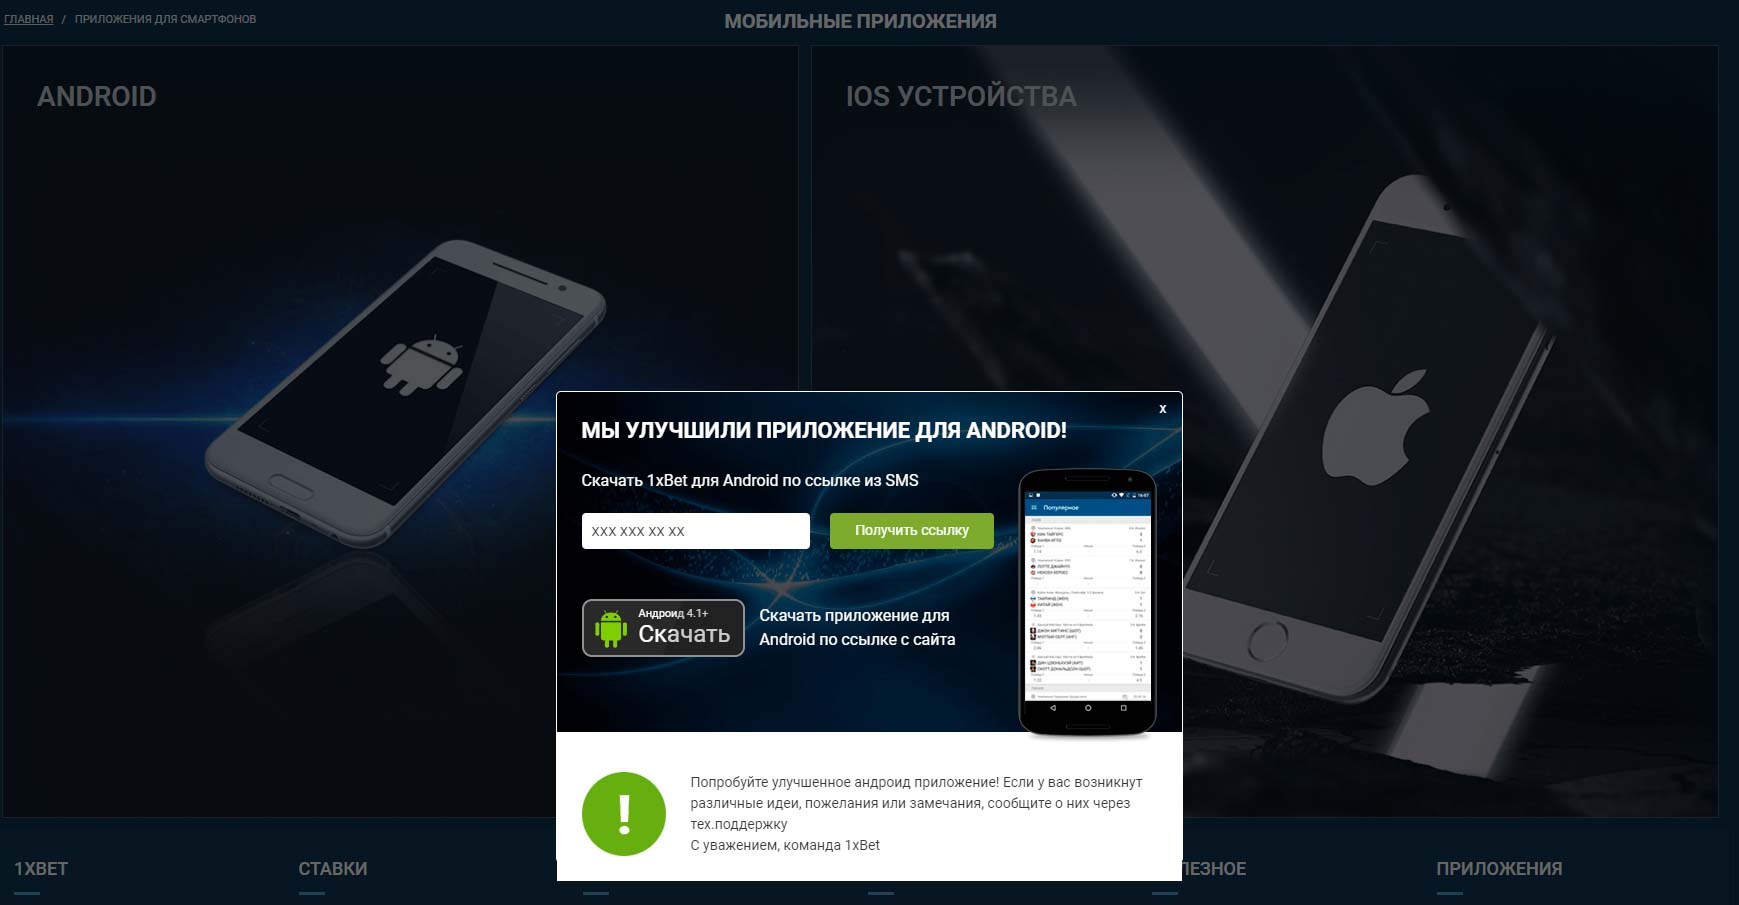 ГЛАВНАЯ / ПРИЛОЖЕНИЯ ДЛЯ СМАРТФОНОВ
МОБИЛЬНЫЕ ПРИЛОЖЕНИЯ
ANDROID
IOS УСТРОЙСТВА
x
МЫ УЛУЧШИЛИ ПРИЛОЖЕНИЕ ДЛЯ ANDROID!
Скачать 1xBet для Android по ссылке из SMS
XXX XXX XX XX
Получить ссылку
Андроид 4.1+
Скачать
Скачать приложение для
Android по ссылке с сайта
Популярное
!
Попробуйте улучшенное андроид приложение! Если у вас возникнут
различные идеи, пожелания или замечания, сообщите о них через
тех.поддержку
С уважением, команда 1xBet
1XBET
СТАВКИ
ЛЕЗНОЕ
ПРИЛОЖЕНИЯ